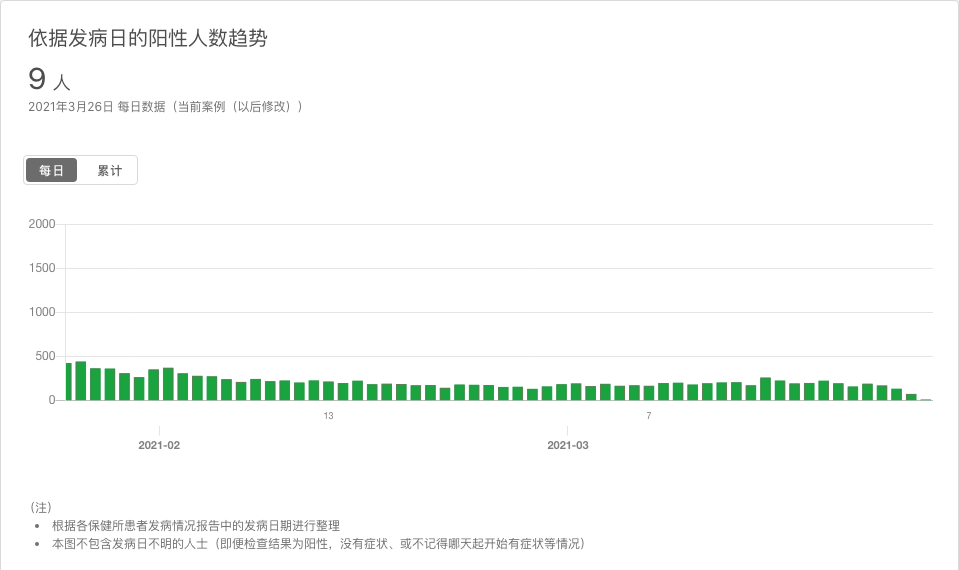 依据发病日的阳性人数趋势
9 人
2021年3月26日 每日数据（当前案例（以后修改））
每日 累计
2000
1500
1000
500
0
13 7
2021-02 2021-03
（注）
• 根据各保健所患者发病情况报告中的发病日期进行整理
• 本图不包含发病日不明的人士（即便检查结果为阳性，没有症状、或不记得哪天起开始有症状等情况）